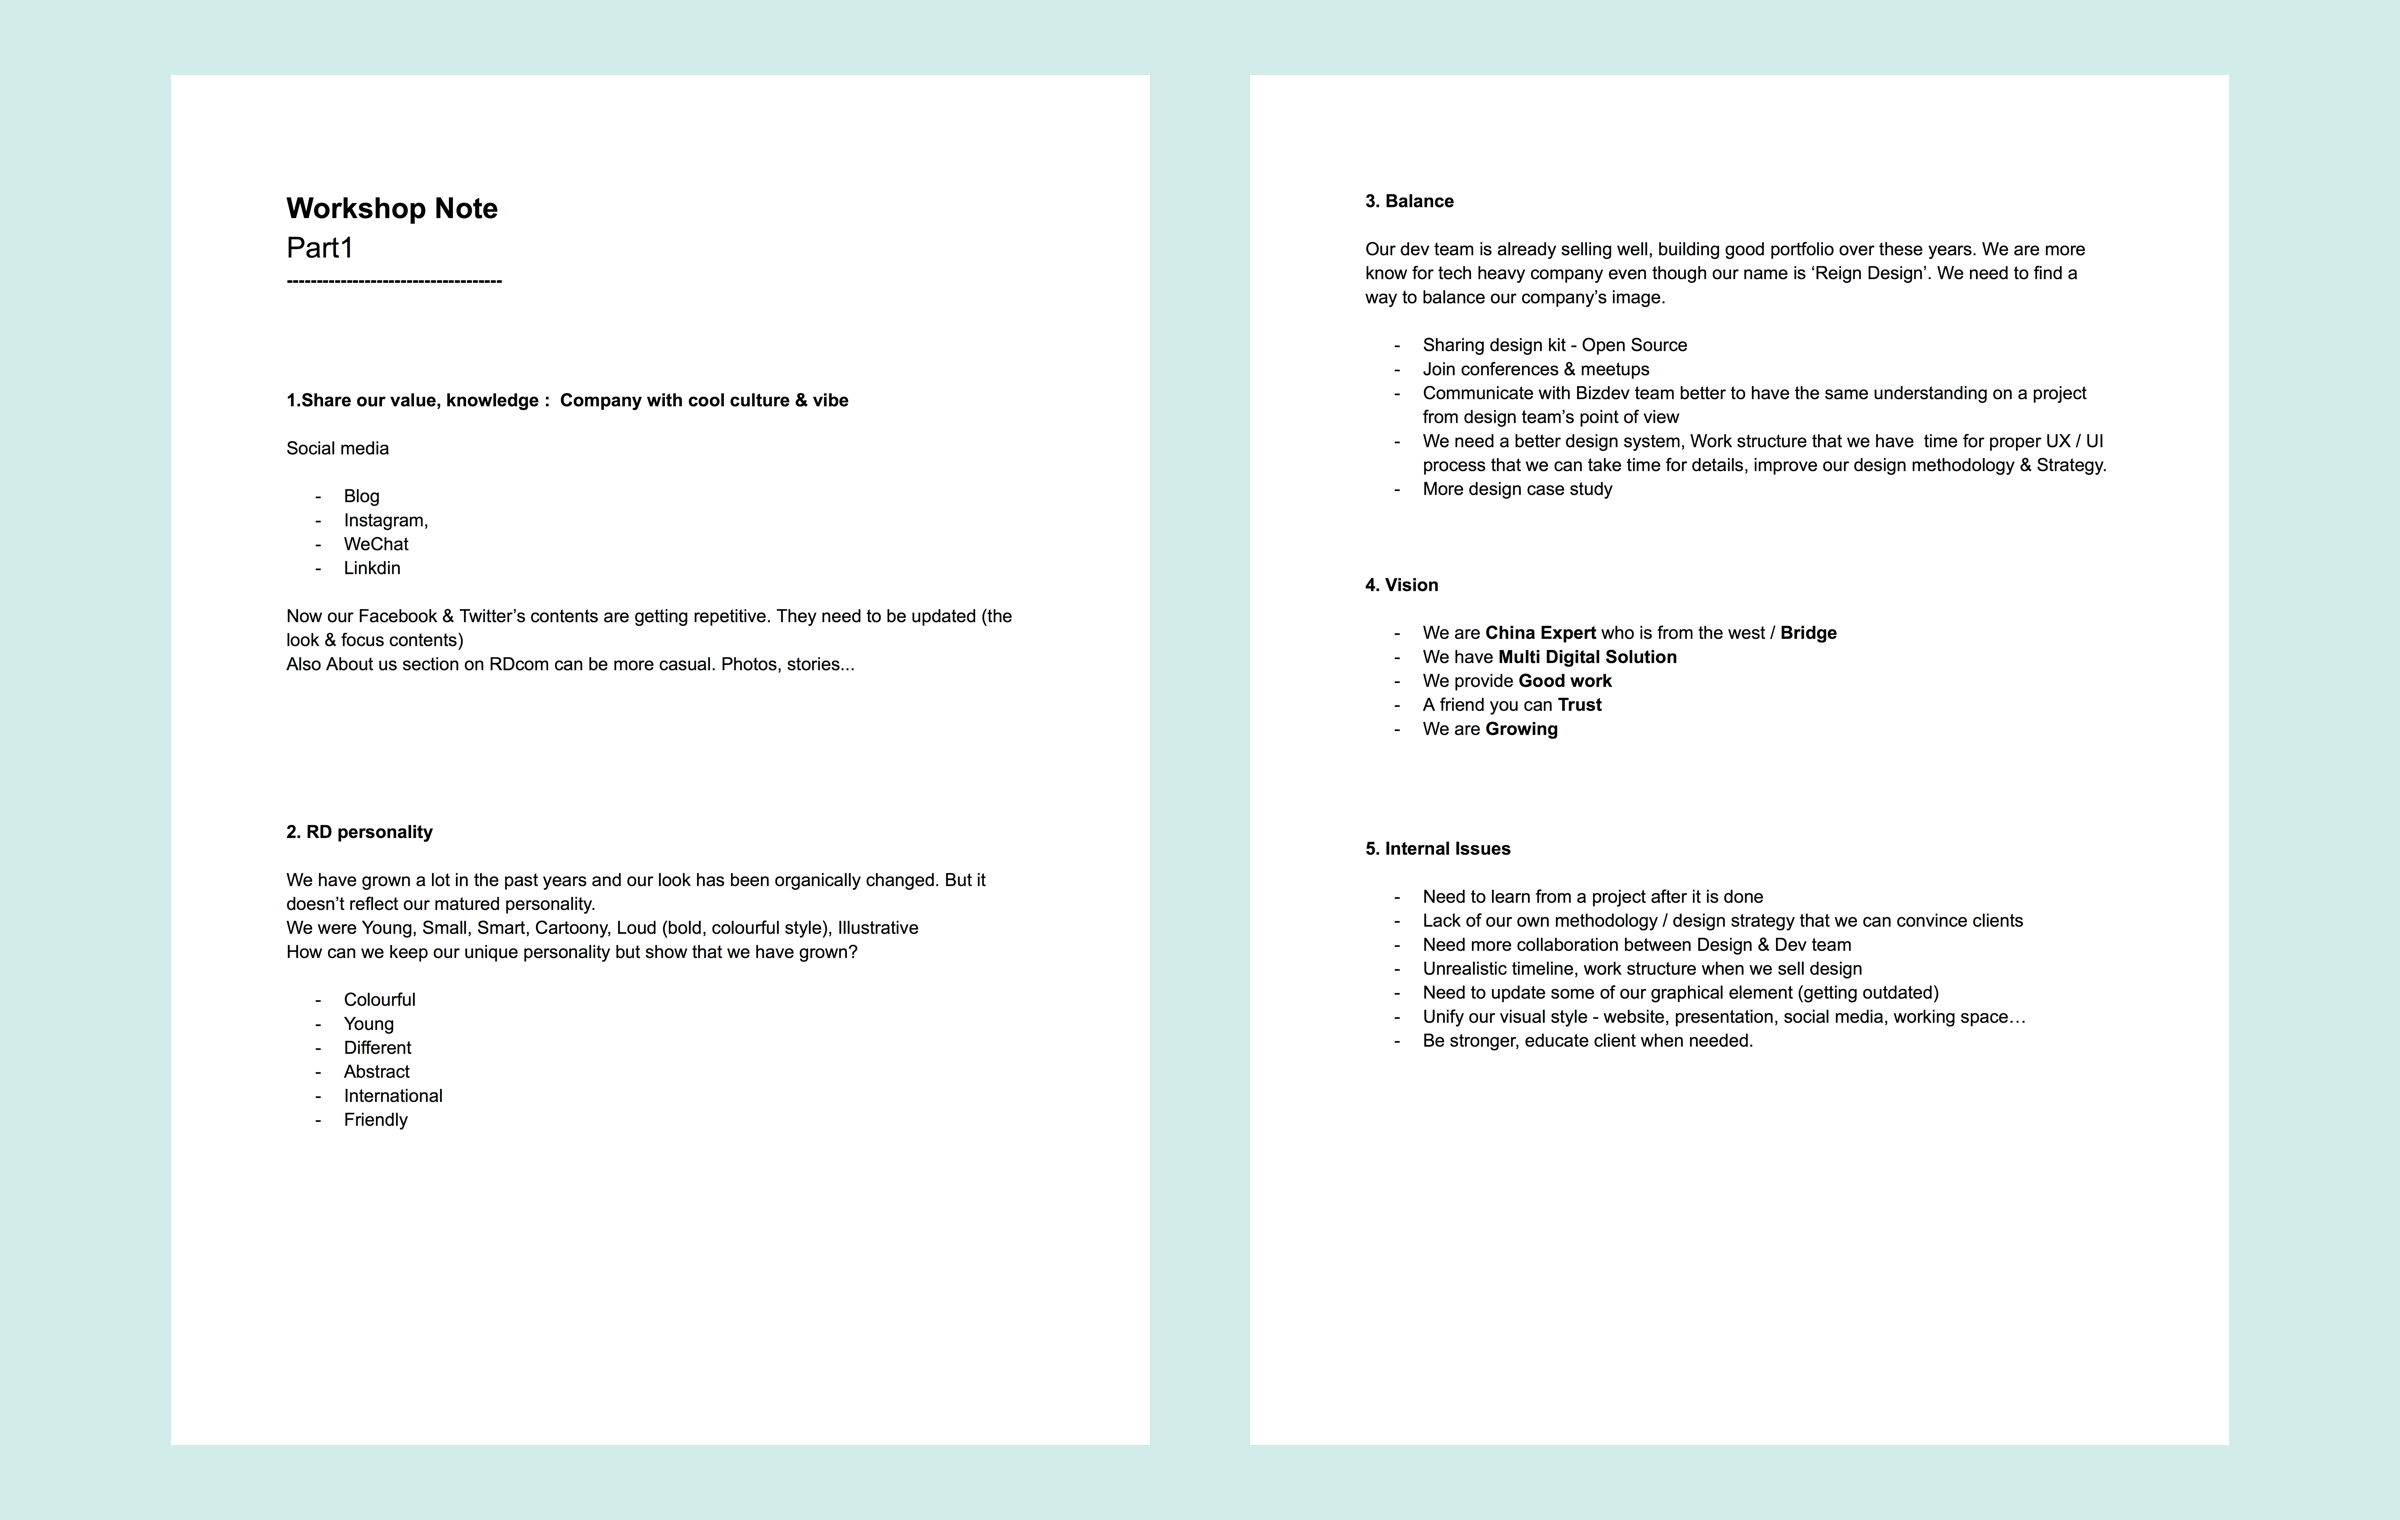 Workshop Note
Part1
------------------------------------
1.Share our value, knowledge :  Company with cool culture & vibe
Social media
- Blog
- Instagram,
- WeChat
- Linkdin
Now our Facebook & Twitter’s contents are getting repetitive. They need to be updated (the
look & focus contents)
Also About us section on RDcom can be more casual. Photos, stories...
2. RD personality
We have grown a lot in the past years and our look has been organically changed. But it
doesn’t reflect our matured personality.
We were Young, Small, Smart, Cartoony, Loud (bold, colourful style), Illustrative
How can we keep our unique personality but show that we have grown?
- Colourful
- Young
- Different
- Abstract
- International
- Friendly
3. Balance
Our dev team is already selling well, building good portfolio over these years. We are more
know for tech heavy company even though our name is ‘Reign Design’. We need to find a
way to balance our company’s image.
- Sharing design kit - Open Source
- Join conferences & meetups
- Communicate with Bizdev team better to have the same understanding on a project
from design team’s point of view
- We need a better design system, Work structure that we have  time for proper UX / UI
process that we can take time for details, improve our design methodology & Strategy.
- More design case study
4. Vision
- We are China Expert who is from the west / Bridge
- We have Multi Digital Solution
- We provide Good work
- A friend you can Trust
- We are Growing
5. Internal Issues
- Need to learn from a project after it is done
- Lack of our own methodology / design strategy that we can convince clients
- Need more collaboration between Design & Dev team
- Unrealistic timeline, work structure when we sell design
- Need to update some of our graphical element (getting outdated)
- Unify our visual style - website, presentation, social media, working space…
- Be stronger, educate client when needed.